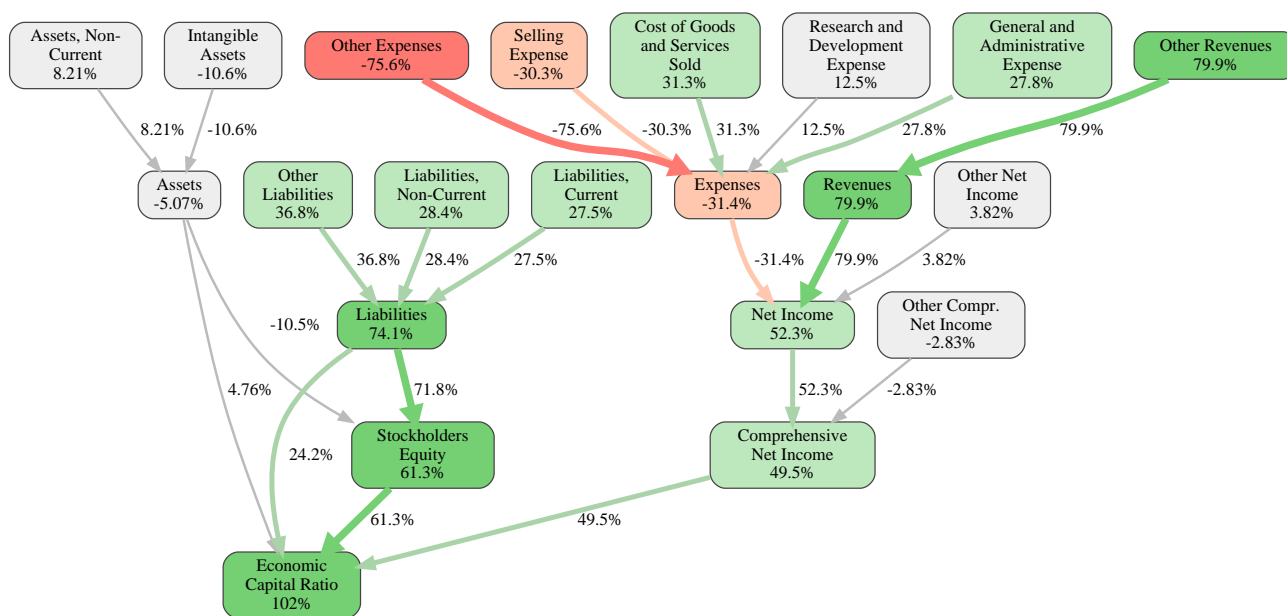 Assets, Non-
Current
8.21%
Intangible
Assets
-10.6%
Other Expenses
-75.6%
Selling
Expense
-30.3%
Cost of Goods
and Services
Sold
31.3%
Research and
Development
Expense
12.5%
General and
Administrative
Expense
27.8%
Other Revenues
79.9%
8.21%
-10.6%
-75.6%
-30.3%
31.3%
12.5%
27.8%
79.9%
Assets
-5.07%
Other
Liabilities
36.8%
Liabilities,
Non-Current
28.4%
Liabilities,
Current
27.5%
Expenses
-31.4%
Revenues
79.9%
Other Net
Income
3.82%
36.8%
28.4%
27.5%
-31.4%
79.9%
3.82%
Liabilities
74.1%
Net Income
52.3%
Other Compr.
Net Income
-2.83%
-10.5%
4.76%
71.8%
52.3%
-2.83%
Stockholders
Equity
61.3%
Comprehensive
Net Income
49.5%
24.2%
61.3%
49.5%
Economic
Capital Ratio
102%